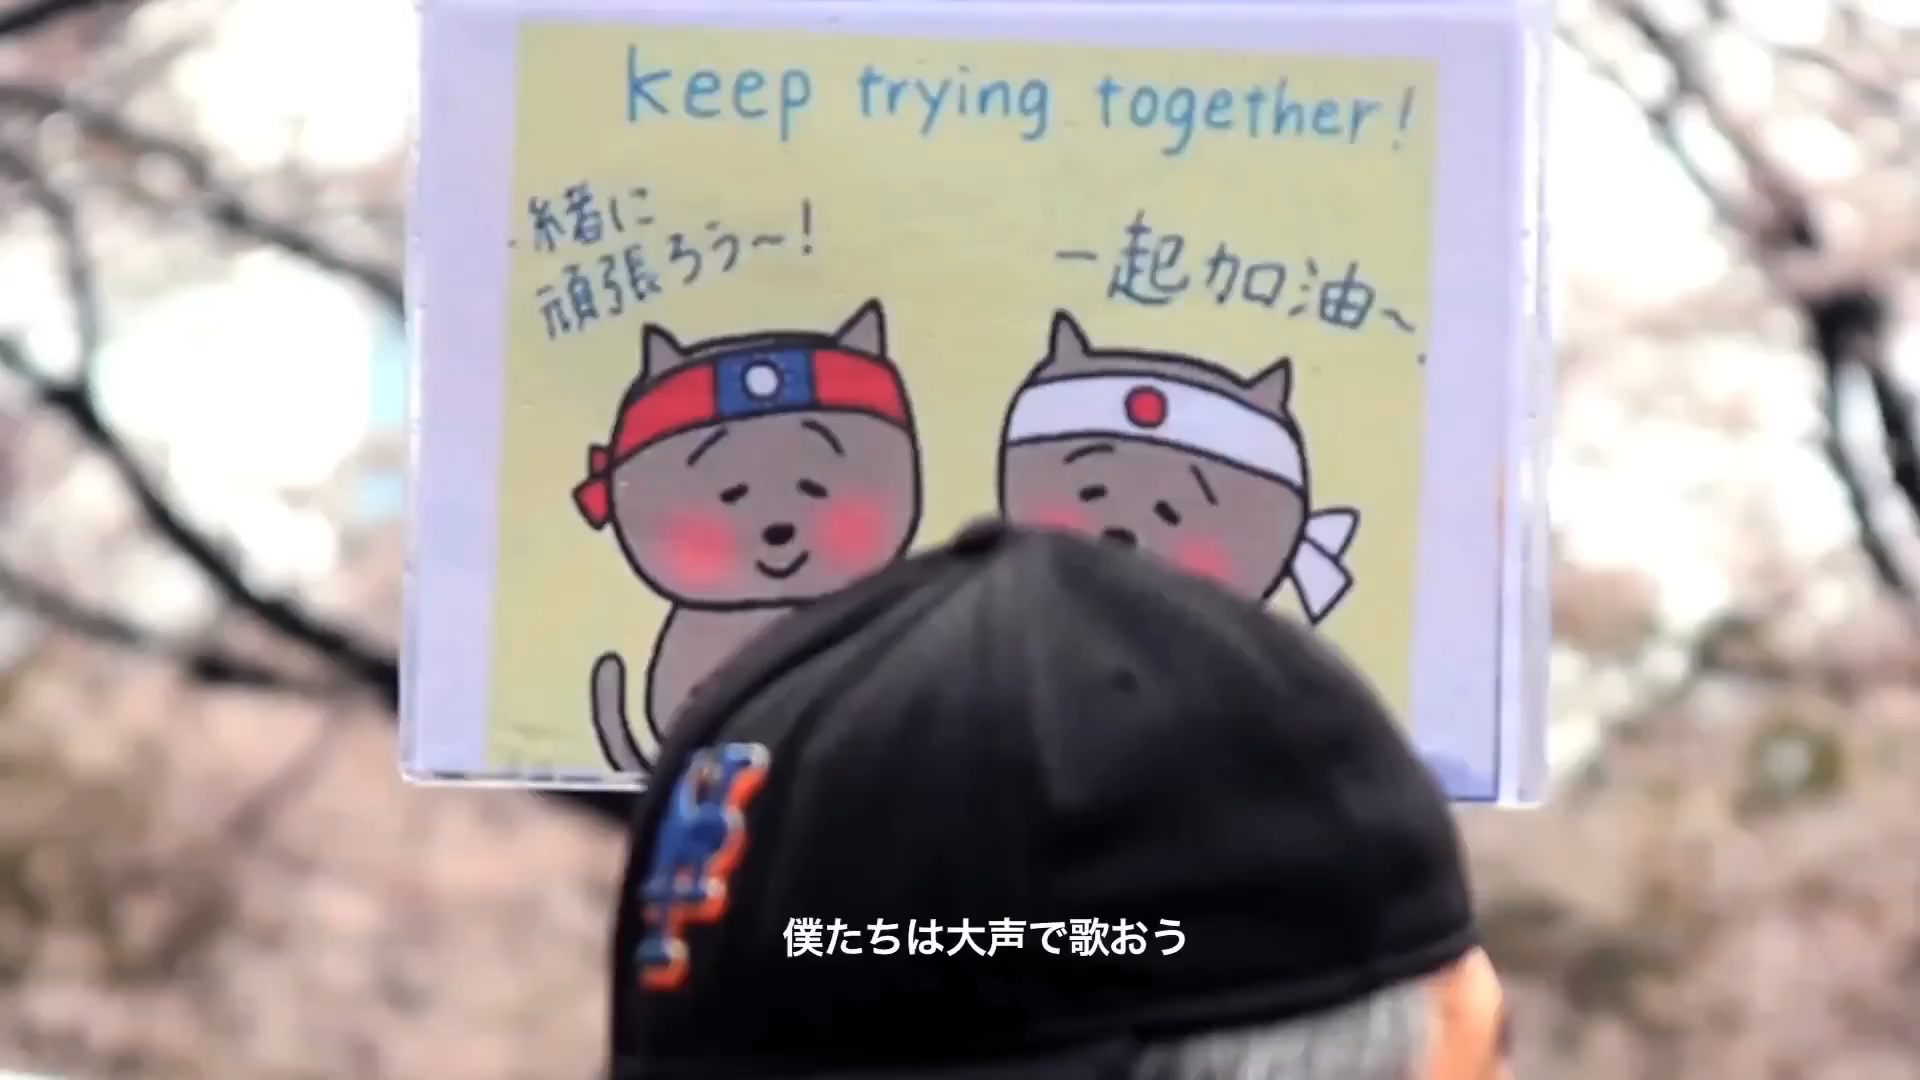 keep trying together!
緒に
頑張ろう〜!
一起加油〜
僕たちは大声で歌おう